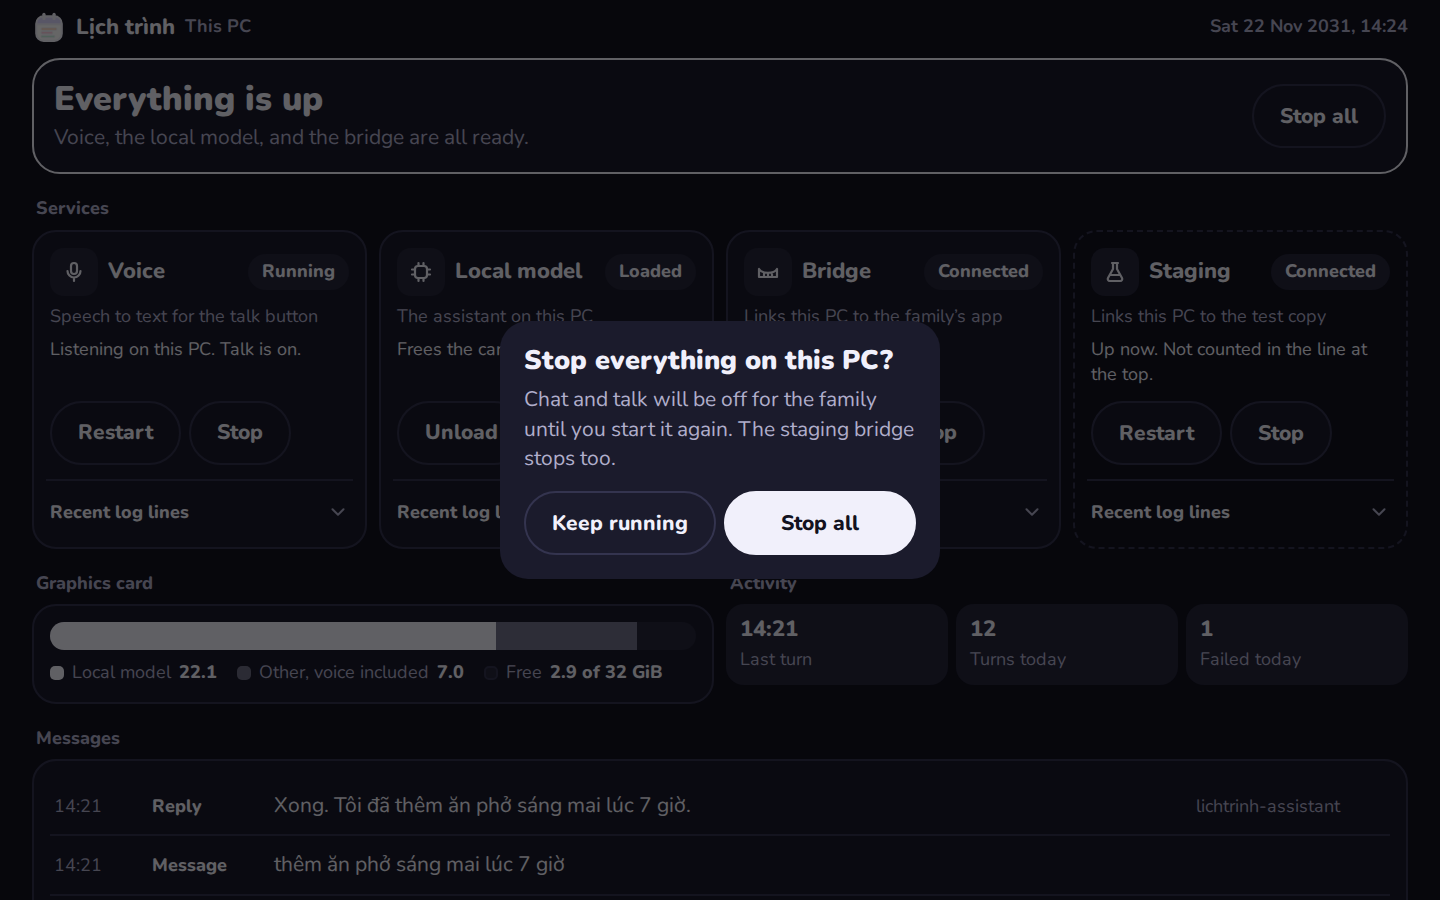 Lịch trình This PC
Sat 22 Nov 2031, 14:24
Everything is up
Voice, the local model, and the bridge are all ready.
Stop all
Services
Voice
Running
Speech to text for the talk button
Listening on this PC. Talk is on.
Restart
Stop
Recent log lines
Local model
Loaded
The assistant on this PC
Frees the
Unload
Recent log
Bridge
Connected
Links this PC to the family's app
Staging
Connected
Links this PC to the test copy
Up now. Not counted in the line at
the top.
Restart
Stop
Recent log lines
Stop everything on this PC?
Chat and talk will be off for the family
until you start it again. The staging bridge
stops too.
Keep running
Stop all
Graphics card
Local model 22.1
Other, voice included 7.0
Free 2.9 of 32 GiB
Activity
14:21
Last turn
12
Turns today
1
Failed today
Messages
14:21 Reply Xong. Tôi đã thêm ăn phở sáng mai lúc 7 giờ. lichtrinh-assistant
14:21 Message thêm ăn phở sáng mai lúc 7 giờ